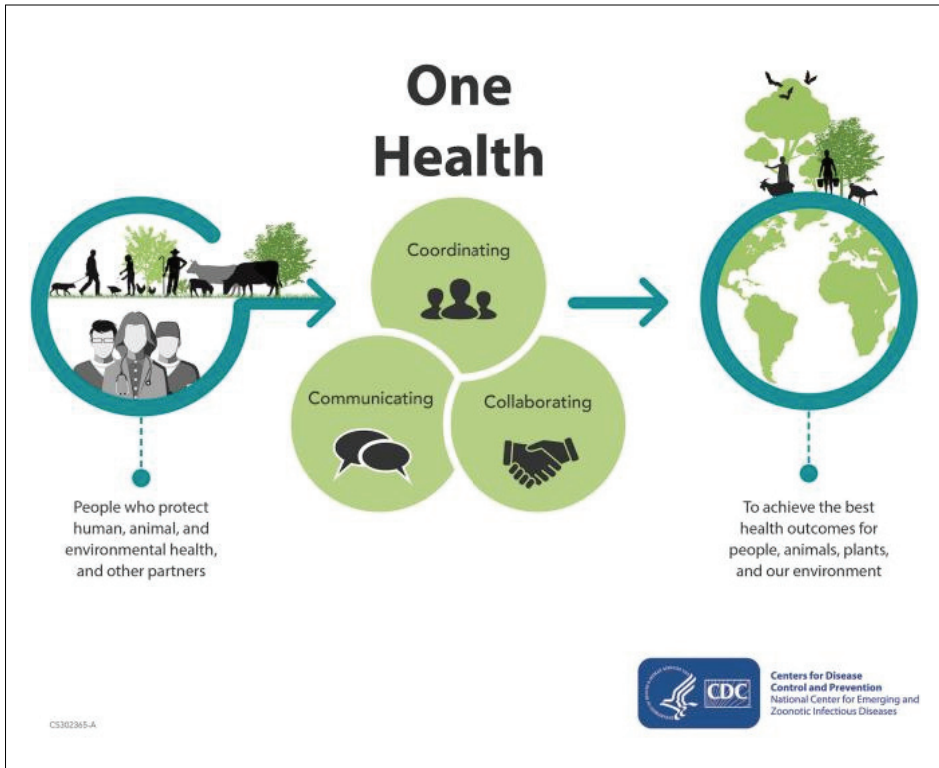 One
Health
Coordinating
Communicating
Collaborating
People who protect
human, animal, and
environmental health,
and other partners
To achieve the best
health outcomes for
people, animals, plants,
and our environment
CS302365-A
CDC
Centers for Disease
Control and Prevention
National Center for Emerging and
Zoonotic Infectious Diseases